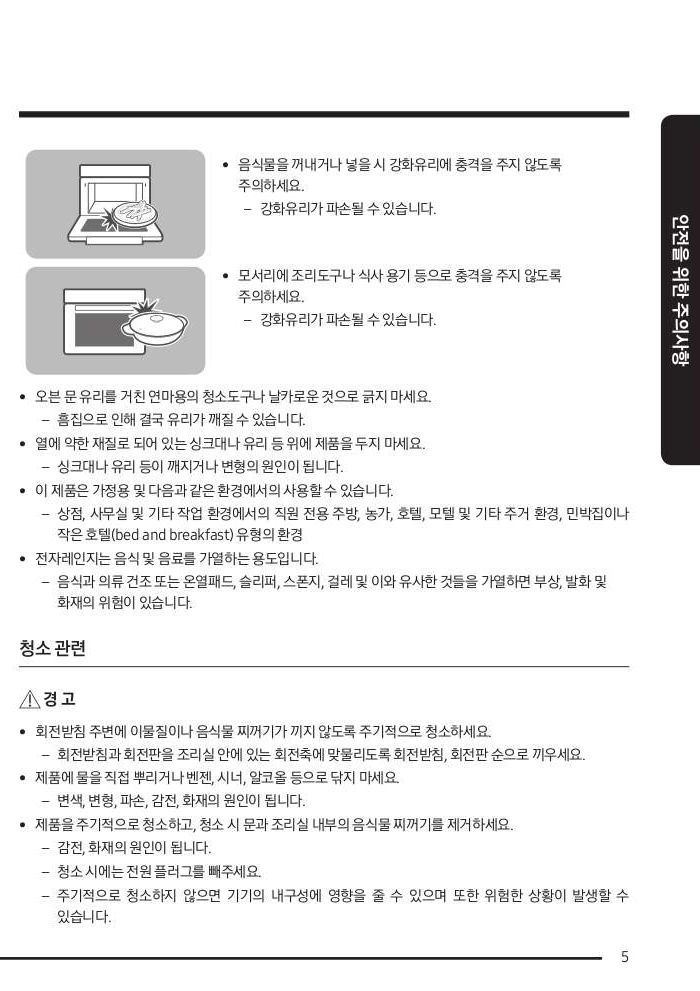 • 음식물을 꺼내거나 넣을 시 강화유리에 충격을 주지 않도록
주의하세요.
– 강화유리가 파손될 수 있습니다.
• 모서리에 조리도구나 식사 용기 등으로 충격을 주지 않도록
주의하세요.
– 강화유리가 파손될 수 있습니다.
안전을 위한 주의사항
• 오븐 문 유리를 거친 연마용의 청소도구나 날카로운 것으로 긁지 마세요.
– 흠집으로 인해 결국 유리가 깨질 수 있습니다.
• 열에 약한 재질로 되어 있는 싱크대나 유리 등 위에 제품을 두지 마세요.
– 싱크대나 유리 등이 깨지거나 변형의 원인이 됩니다.
• 이 제품은 가정용 및 다음과 같은 환경에서의 사용할 수 있습니다.
– 상점, 사무실 및 기타 작업 환경에서의 직원 전용 주방, 농가, 호텔, 모텔 및 기타 주거 환경, 민박집이나
작은 호텔(bed and breakfast) 유형의 환경
• 전자레인지는 음식 및 음료를 가열하는 용도입니다.
– 음식과 의류 건조 또는 온열패드, 슬리퍼, 스폰지, 걸레 및 이와 유사한 것들을 가열하면 부상, 발화 및
화재의 위험이 있습니다.
청소 관련
경 고
• 회전받침 주변에 이물질이나 음식물 찌꺼기가 끼지 않도록 주기적으로 청소하세요.
– 회전받침과 회전판을 조리실 안에 있는 회전축에 맞물리도록 회전받침, 회전판 순으로 끼우세요.
• 제품에 물을 직접 뿌리거나 벤젠, 시너, 알코올 등으로 닦지 마세요.
– 변색, 변형, 파손, 감전, 화재의 원인이 됩니다.
• 제품을 주기적으로 청소하고, 청소 시 문과 조리실 내부의 음식물 찌꺼기를 제거하세요.
– 감전, 화재의 원인이 됩니다.
– 청소 시에는 전원 플러그를 빼주세요.
– 주기적으로 청소하지 않으면 기기의 내구성에 영향을 줄 수 있으며 또한 위험한 상황이 발생할 수
있습니다.
5